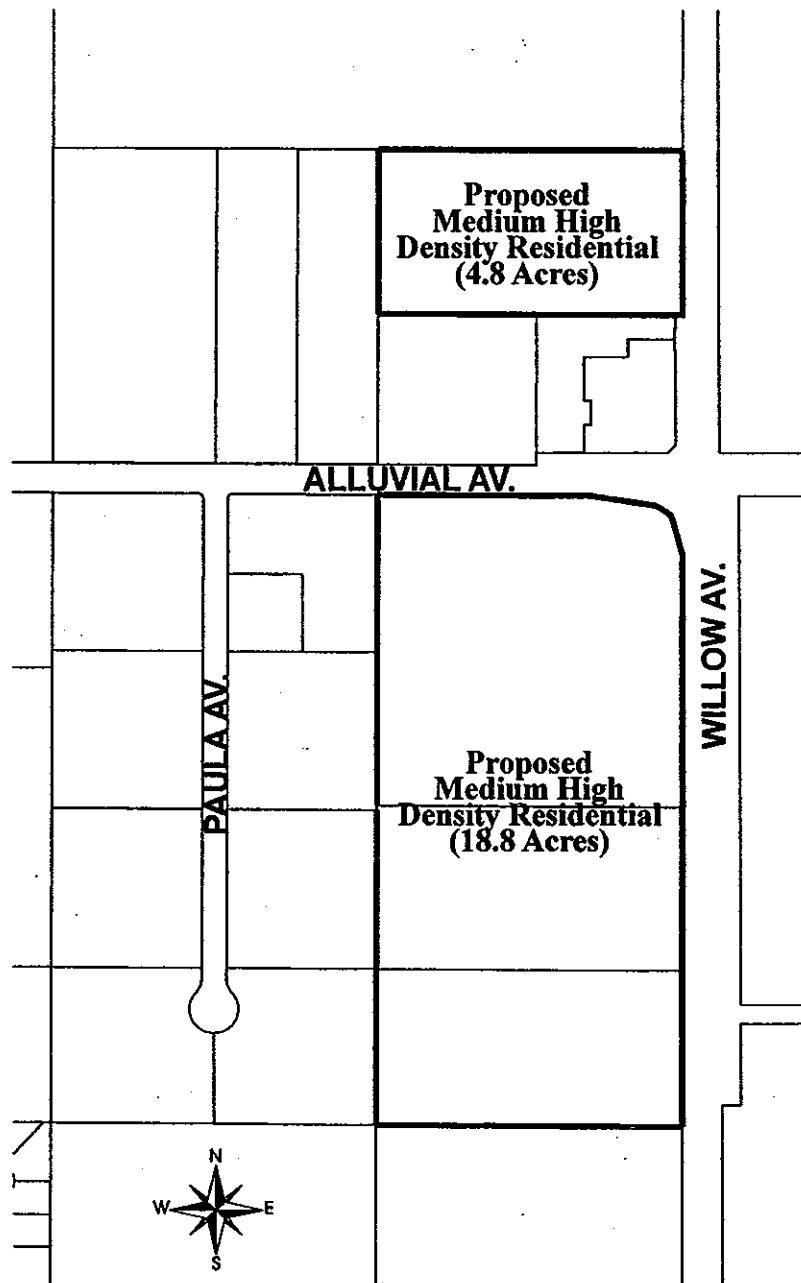 Proposed
Medium High
Density Residential
(4.8 Acres)
ALLUVIAL AV.
WILLOW AV.
PAULA AV.
Proposed
Medium High
Density Residential
(18.8 Acres)
N
W E
S